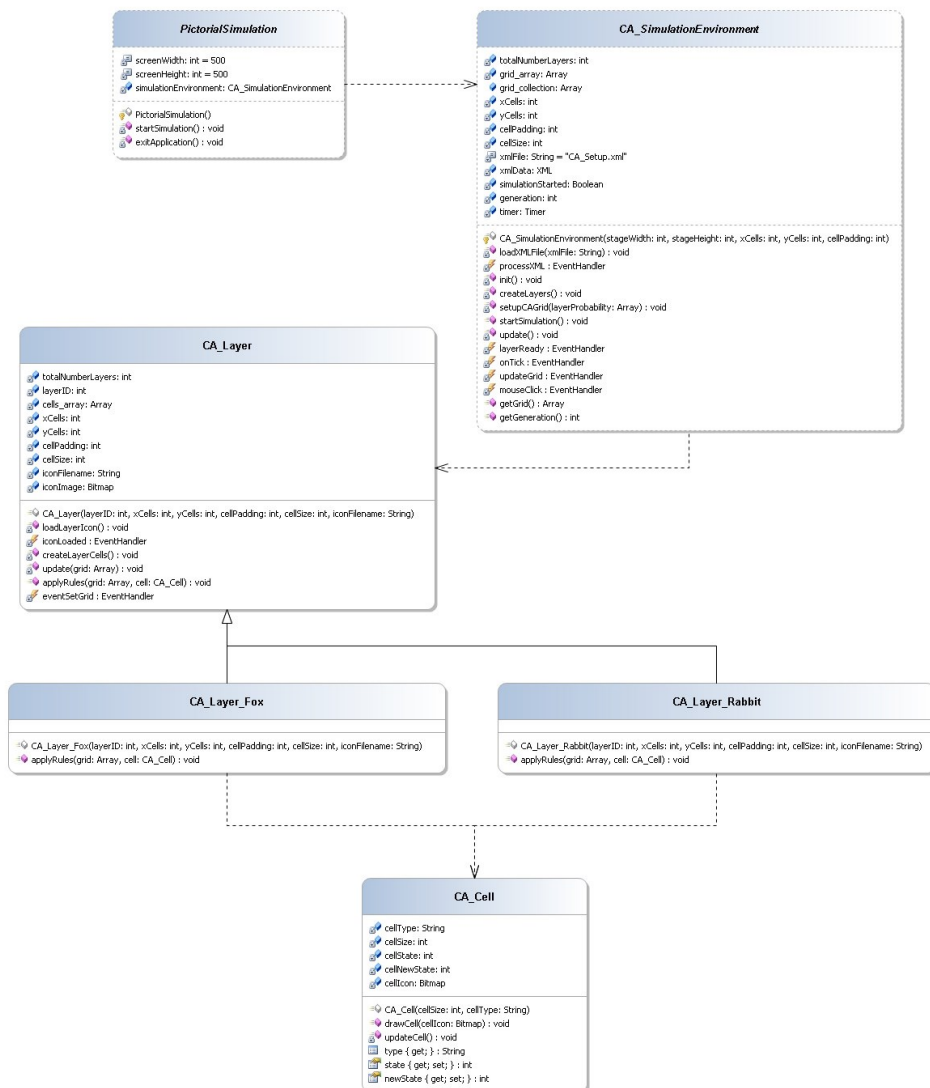 PictorialSimulation
screenWidth: int = 500
screenHeight: int = 500
simulationEnvironment: CA_SimulationEnvironment
PictorialSimulation()
startSimulation() : void
exitApplication() : void
CA_SimulationEnvironment
totalNumberLayers: int
grid_array: Array
grid_collection: Array
xCells: int
yCells: int
cellPadding: int
cellSize: int
xmlFile: String = "CA_Setup.xml"
xmlData: XML
simulationStarted: Boolean
generation: int
timer: Timer
CA_SimulationEnvironment(stageWidth: int, stageHeight: int, xCells: int, yCells: int, cellPadding: int)
loadXMLFile(xmlFile: String) : void
processXML : EventHandler
init() : void
createLayers() : void
setupCAGrid(layerProbability: Array) : void
startSimulation() : void
update() : void
layerReady : EventHandler
onTick : EventHandler
updateGrid : EventHandler
mouseClick : EventHandler
getGrid() : Array
getGeneration() : int
CA_Layer
totalNumberLayers: int
layerID: int
cells_array: Array
xCells: int
yCells: int
cellPadding: int
cellSize: int
iconFilename: String
iconImage: Bitmap
CA_Layer(layerID: int, xCells: int, yCells: int, cellPadding: int, cellSize: int, iconFilename: String)
loadLayerIcon() : void
iconLoaded : EventHandler
createLayerCells() : void
update(grid: Array) : void
applyRules(grid: Array, cell: CA_Cell) : void
eventSetGrid : EventHandler
CA_Layer_Fox
CA_Layer_Fox(layerID: int, xCells: int, yCells: int, cellPadding: int, cellSize: int, iconFilename: String)
applyRules(grid: Array, cell: CA_Cell) : void
CA_Layer_Rabbit
CA_Layer_Rabbit(layerID: int, xCells: int, yCells: int, cellPadding: int, cellSize: int, iconFilename: String)
applyRules(grid: Array, cell: CA_Cell) : void
CA_Cell
cellType: String
cellSize: int
cellState: int
cellNewState: int
cellIcon: Bitmap
CA_Cell(cellSize: int, cellType: String)
drawCell(cellIcon: Bitmap) : void
updateCell() : void
type { get; } : String
state { get; set; } : int
newState { get; set; } : int